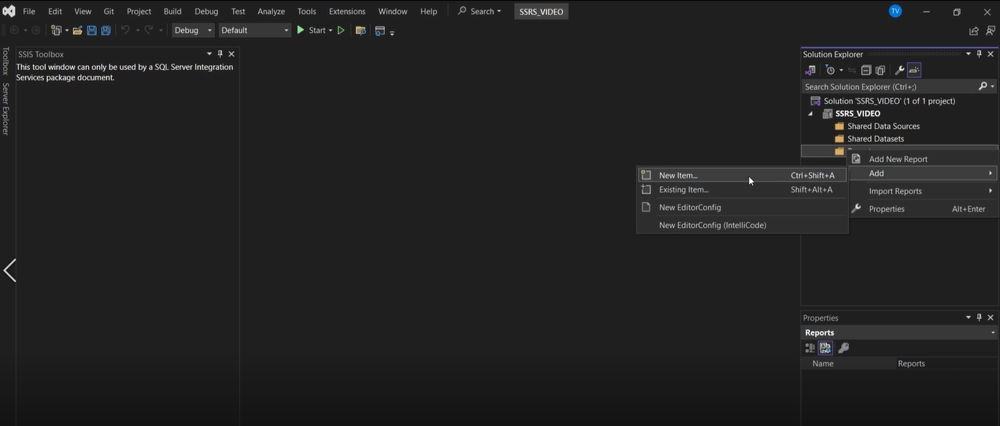 File Edit View Git Project Build Debug Test Analyze Tools Extensions Window Help Search SSRS_VIDEO TV
Debug Default Start
Toolbox
Server Explorer
SSIS Toolbox
This tool window can only be used by a SQL Server Integration
Services package document.
Solution Explorer
Search Solution Explorer (Ctrl+;)
Solution 'SSRS_VIDEO' (1 of 1 project)
SSRS_VIDEO
Shared Data Sources
Shared Datasets
Add New Report
Add
Import Reports
Properties Alt+Enter
New Item... Ctrl+Shift+A
Existing Item... Shift+Alt+A
New EditorConfig
New EditorConfig (IntelliCode)
Properties
Reports
Name Reports